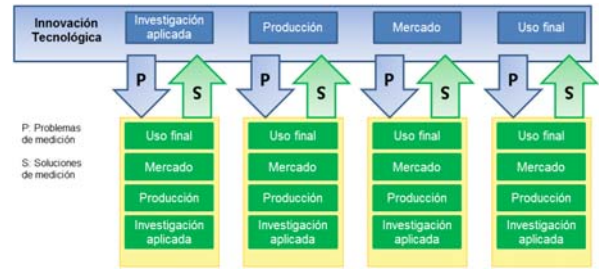 Innovación
Tecnológica
Investigación
aplicada
Producción
Mercado
Uso final
P
S
P
S
P
S
P
S
P: Problemas
de medición
S: Soluciones
de medición
Uso final
Mercado
Producción
Investigación
aplicada
Uso final
Mercado
Producción
Investigación
aplicada
Uso final
Mercado
Producción
Investigación
aplicada
Uso final
Mercado
Producción
Investigación
aplicada